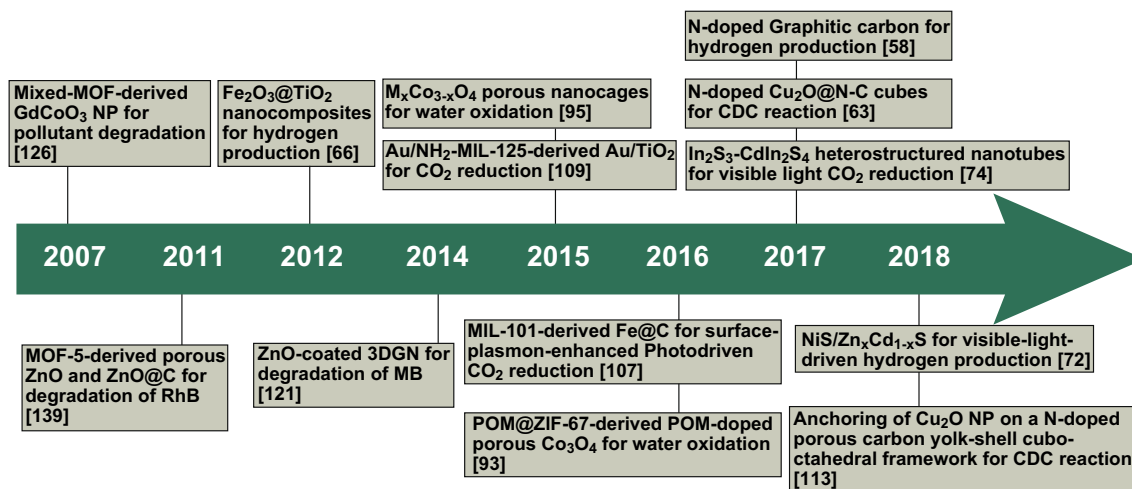 N-doped Graphitic carbon for
hydrogen production [58]
Mixed-MOF-derived
GdCoO₃ NP for
pollutant degradation
[126]
Fe₂O₃@TiO₂
nanocomposites
for hydrogen
production [66]
MₓCo₃₋ₓO₄ porous nanocages
for water oxidation [95]
N-doped Cu₂O@N-C cubes
for CDC reaction [63]
Au/NH₂-MIL-125-derived Au/TiO₂
for CO₂ reduction [109]
In₂S₃-CdIn₂S₄ heterostructured nanotubes
for visible light CO₂ reduction [74]
2007 2011 2012 2014 2015 2016 2017 2018
MOF-5-derived porous
ZnO and ZnO@C for
degradation of RhB
[139]
ZnO-coated 3DGN for
degradation of MB
[121]
MIL-101-derived Fe@C for surface-
plasmon-enhanced Photodriven
CO₂ reduction [107]
NiS/ZnₓCd₁₋ₓS for visible-light-
driven hydrogen production [72]
POM@ZIF-67-derived POM-doped
porous Co₃O₄ for water oxidation
[93]
Anchoring of Cu₂O NP on a N-doped
porous carbon yolk-shell cubo-
ctahedral framework for CDC reaction
[113]